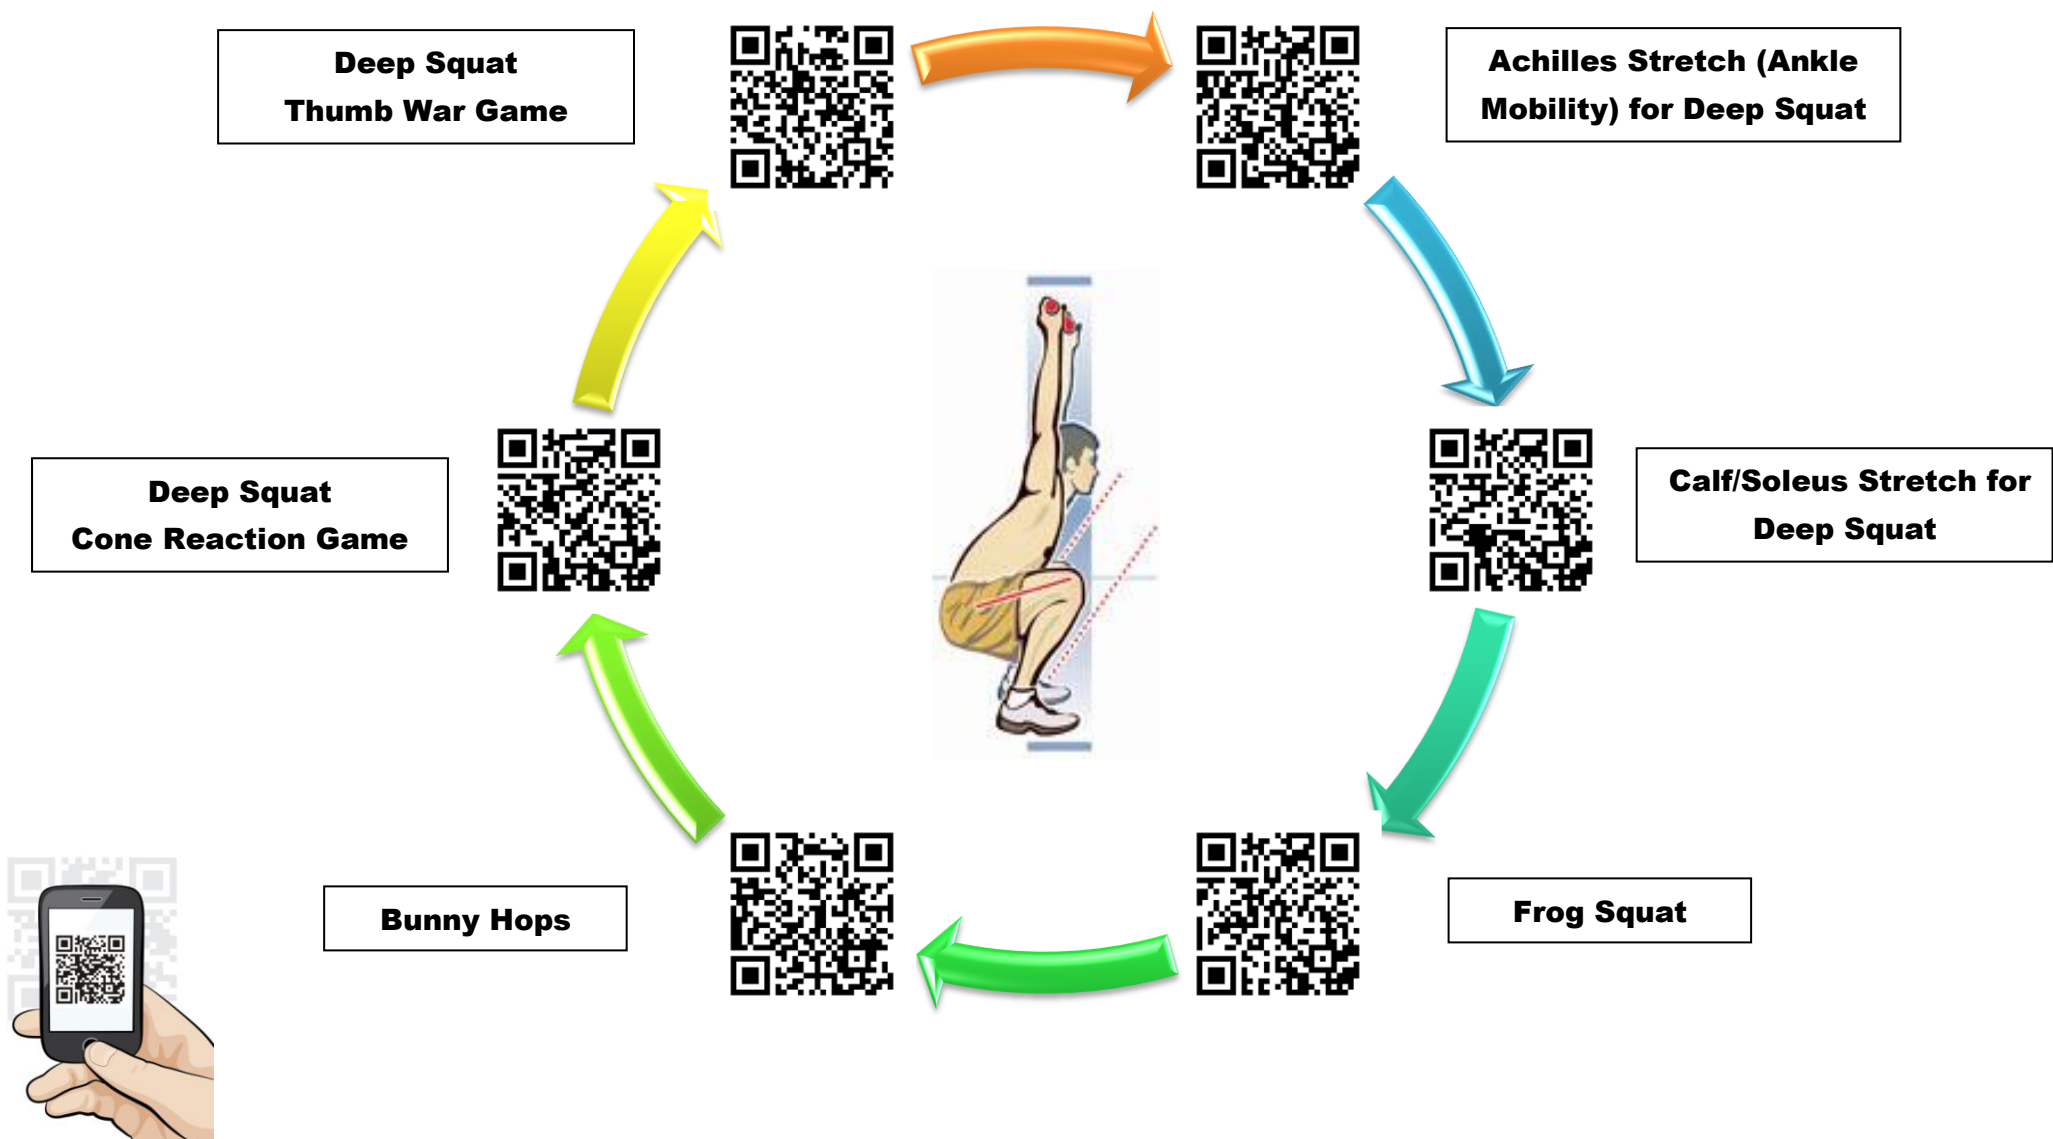 Deep Squat
Thumb War Game
Achilles Stretch (Ankle
Mobility) for Deep Squat
Deep Squat
Cone Reaction Game
Calf/Soleus Stretch for
Deep Squat
Bunny Hops
Frog Squat